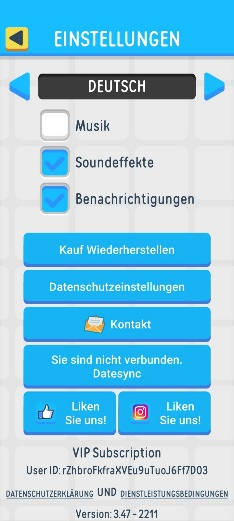 EINSTELLUNGEN
DEUTSCH
Musik
Soundeffekte
Benachrichtigungen
Kauf Wiederherstellen
Datenschutzeinstellungen
Kontakt
Sie sind nicht verbunden.
Datesync
Liken
Sie uns!
Liken
Sie uns!
VIP Subscription
User ID: rZhbroFkfraXVEu9uTuoJ6Ff7D03
DATENSCHUTZERKLÄRUNG UND DIENSTLEISTUNGSBEDINGUNGEN
Version: 3.47 - 2211